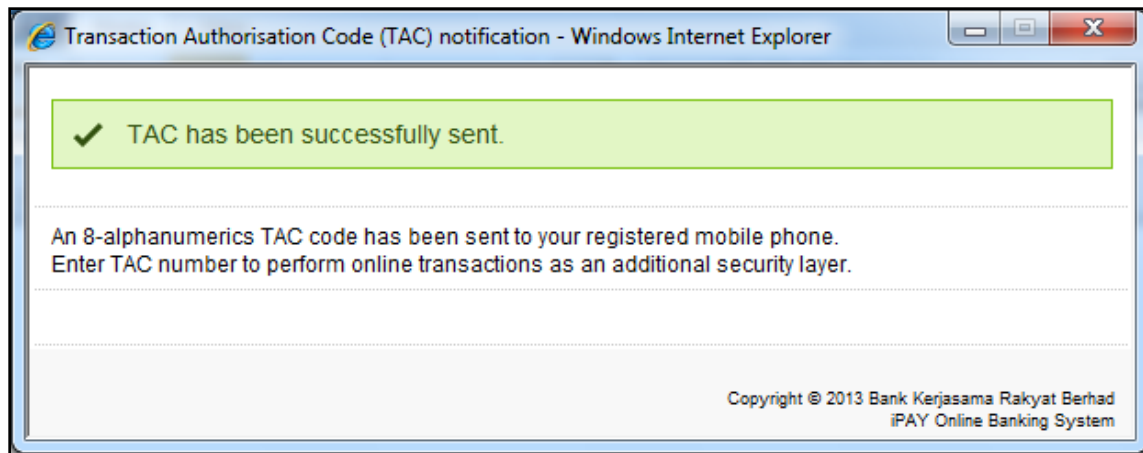 Transaction Authorisation Code (TAC) notification - Windows Internet Explorer
TAC has been successfully sent.
An 8-alphanumerics TAC code has been sent to your registered mobile phone.
Enter TAC number to perform online transactions as an additional security layer.
Copyright © 2013 Bank Kerjasama Rakyat Berhad
iPAY Online Banking System